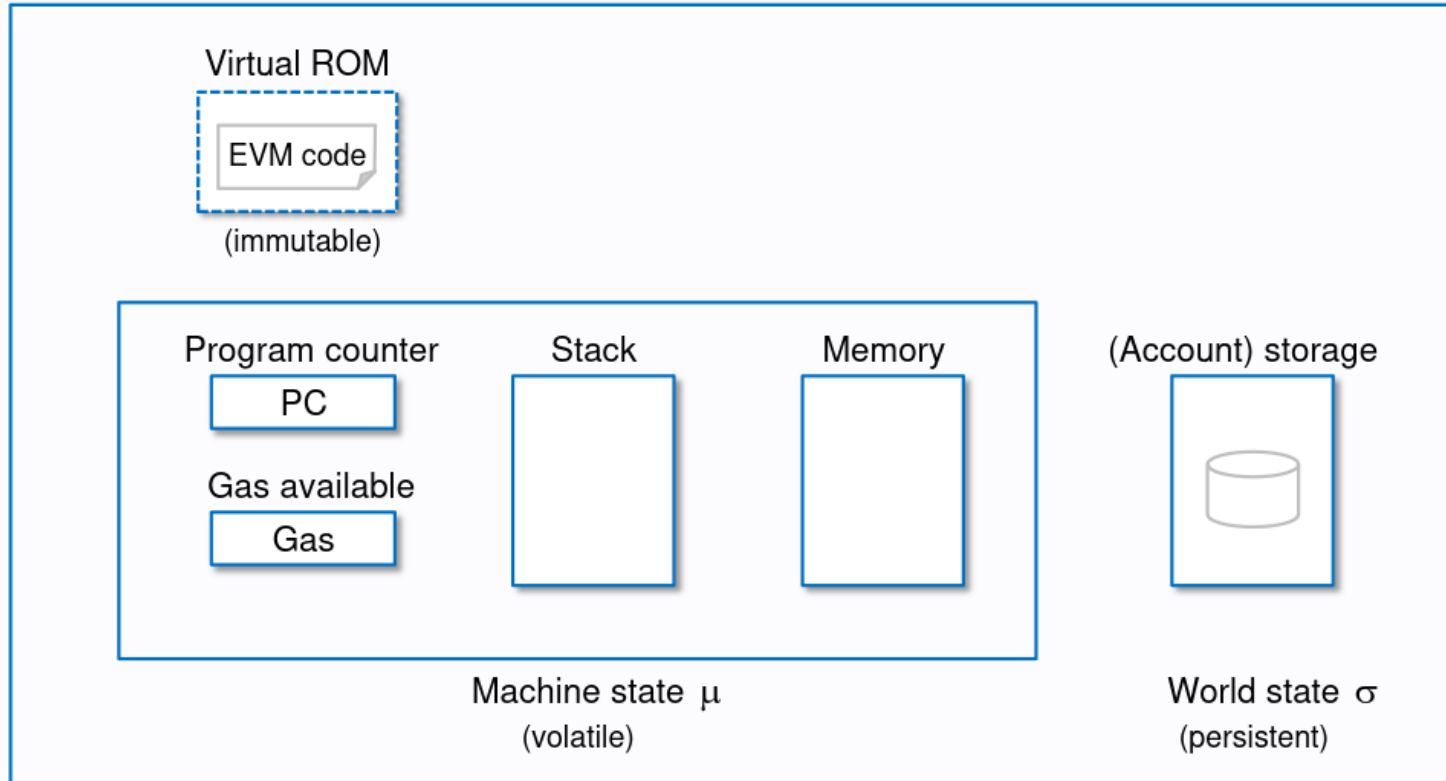 Virtual ROM
EVM code
(immutable)
Program counter
PC
Gas available
Gas
Stack
Memory
(Account) storage
Machine state μ
(volatile)
World state σ
(persistent)